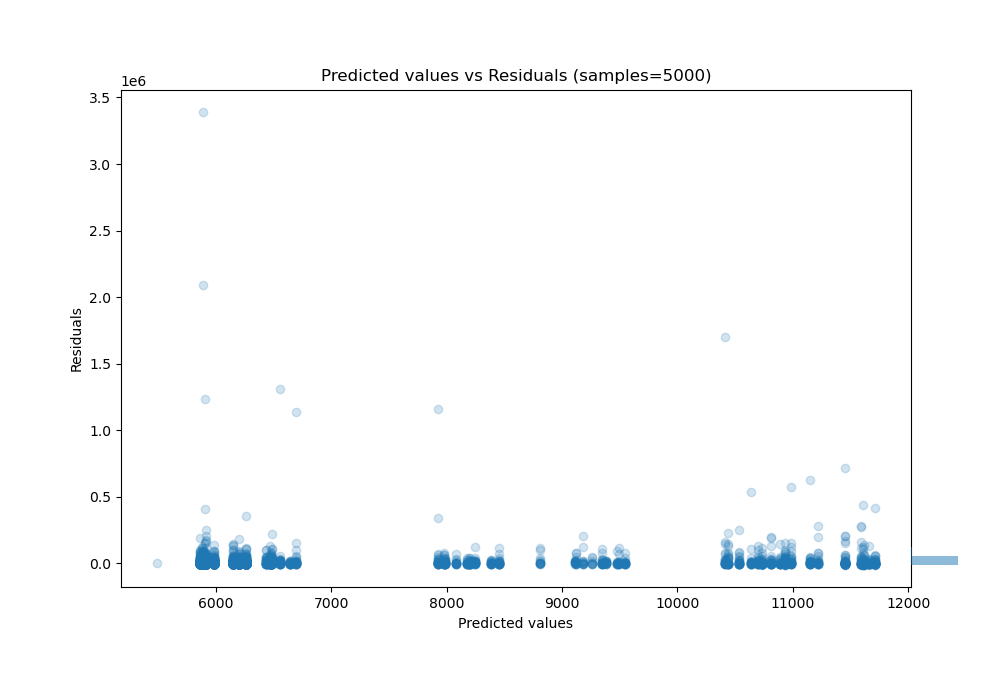 Predicted values vs Residuals (samples=5000)
1e6
3.5
3.0
2.5
2.0
1.5
1.0
0.5
0.0
Residuals
6000 7000 8000 9000 10000 11000 12000
Predicted values